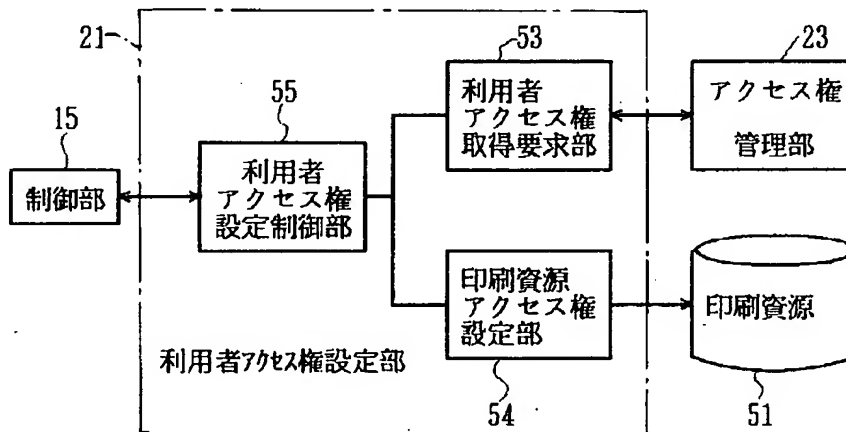 21
53
23
利用者
アクセス権
取得要求部
アクセス権
管理部
55
15
利用者
アクセス権
設定制御部
制御部
印刷資源
アクセス権
設定部
印刷資源
利用者アクセス権設定部
54
51